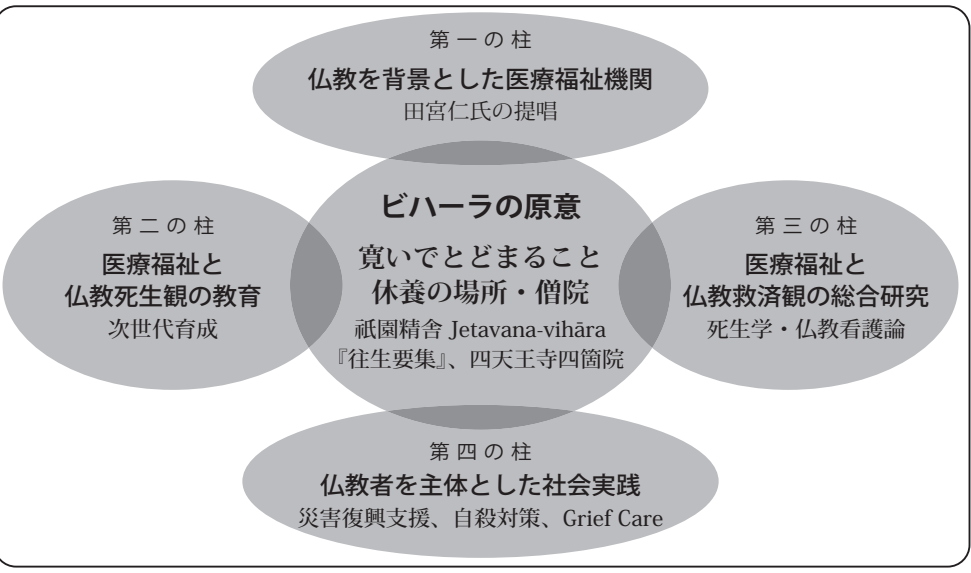 第一の柱
仏教を背景とした医療福祉機関
田宮仁氏の提唱
第二の柱
医療福祉と
仏教死生観の教育
次世代育成
ビハーラの原意
寛いでとどまること
休養の場所・僧院
祇園精舎 Jetavana-vihāra
『往生要集』、四天王寺四箇院
第三の柱
医療福祉と
仏教救済観の総合研究
死生学・仏教看護論
第四の柱
仏教者を主体とした社会実践
災害復興支援、自殺対策、Grief Care